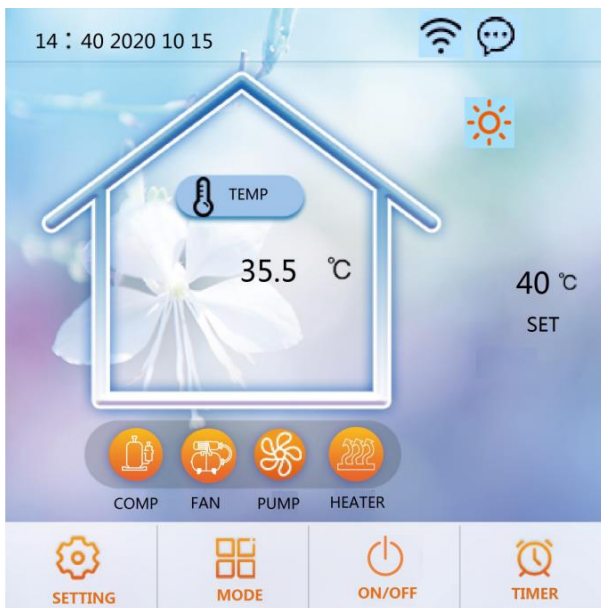 14：40 2020 10 15
TEMP
35.5 ℃
40 ℃
SET
COMP FAN PUMP HEATER
SETTING MODE ON/OFF TIMER